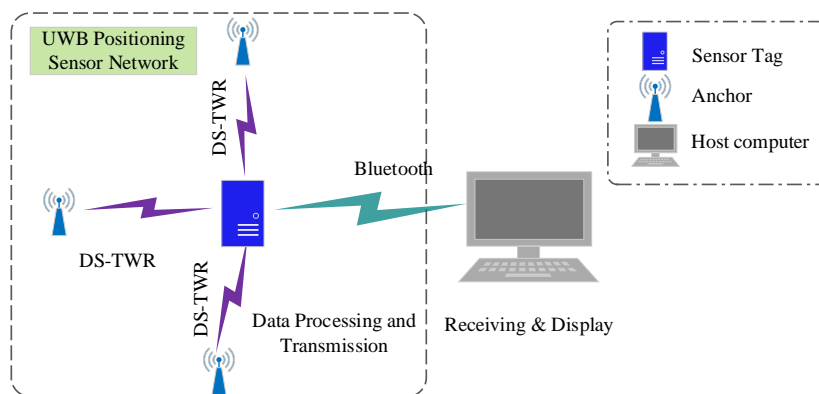 UWB Positioning
Sensor Network
DS-TWR
Bluetooth
DS-TWR
DS-TWR
Data Processing and
Transmission
Receiving & Display
Sensor Tag
Anchor
Host computer